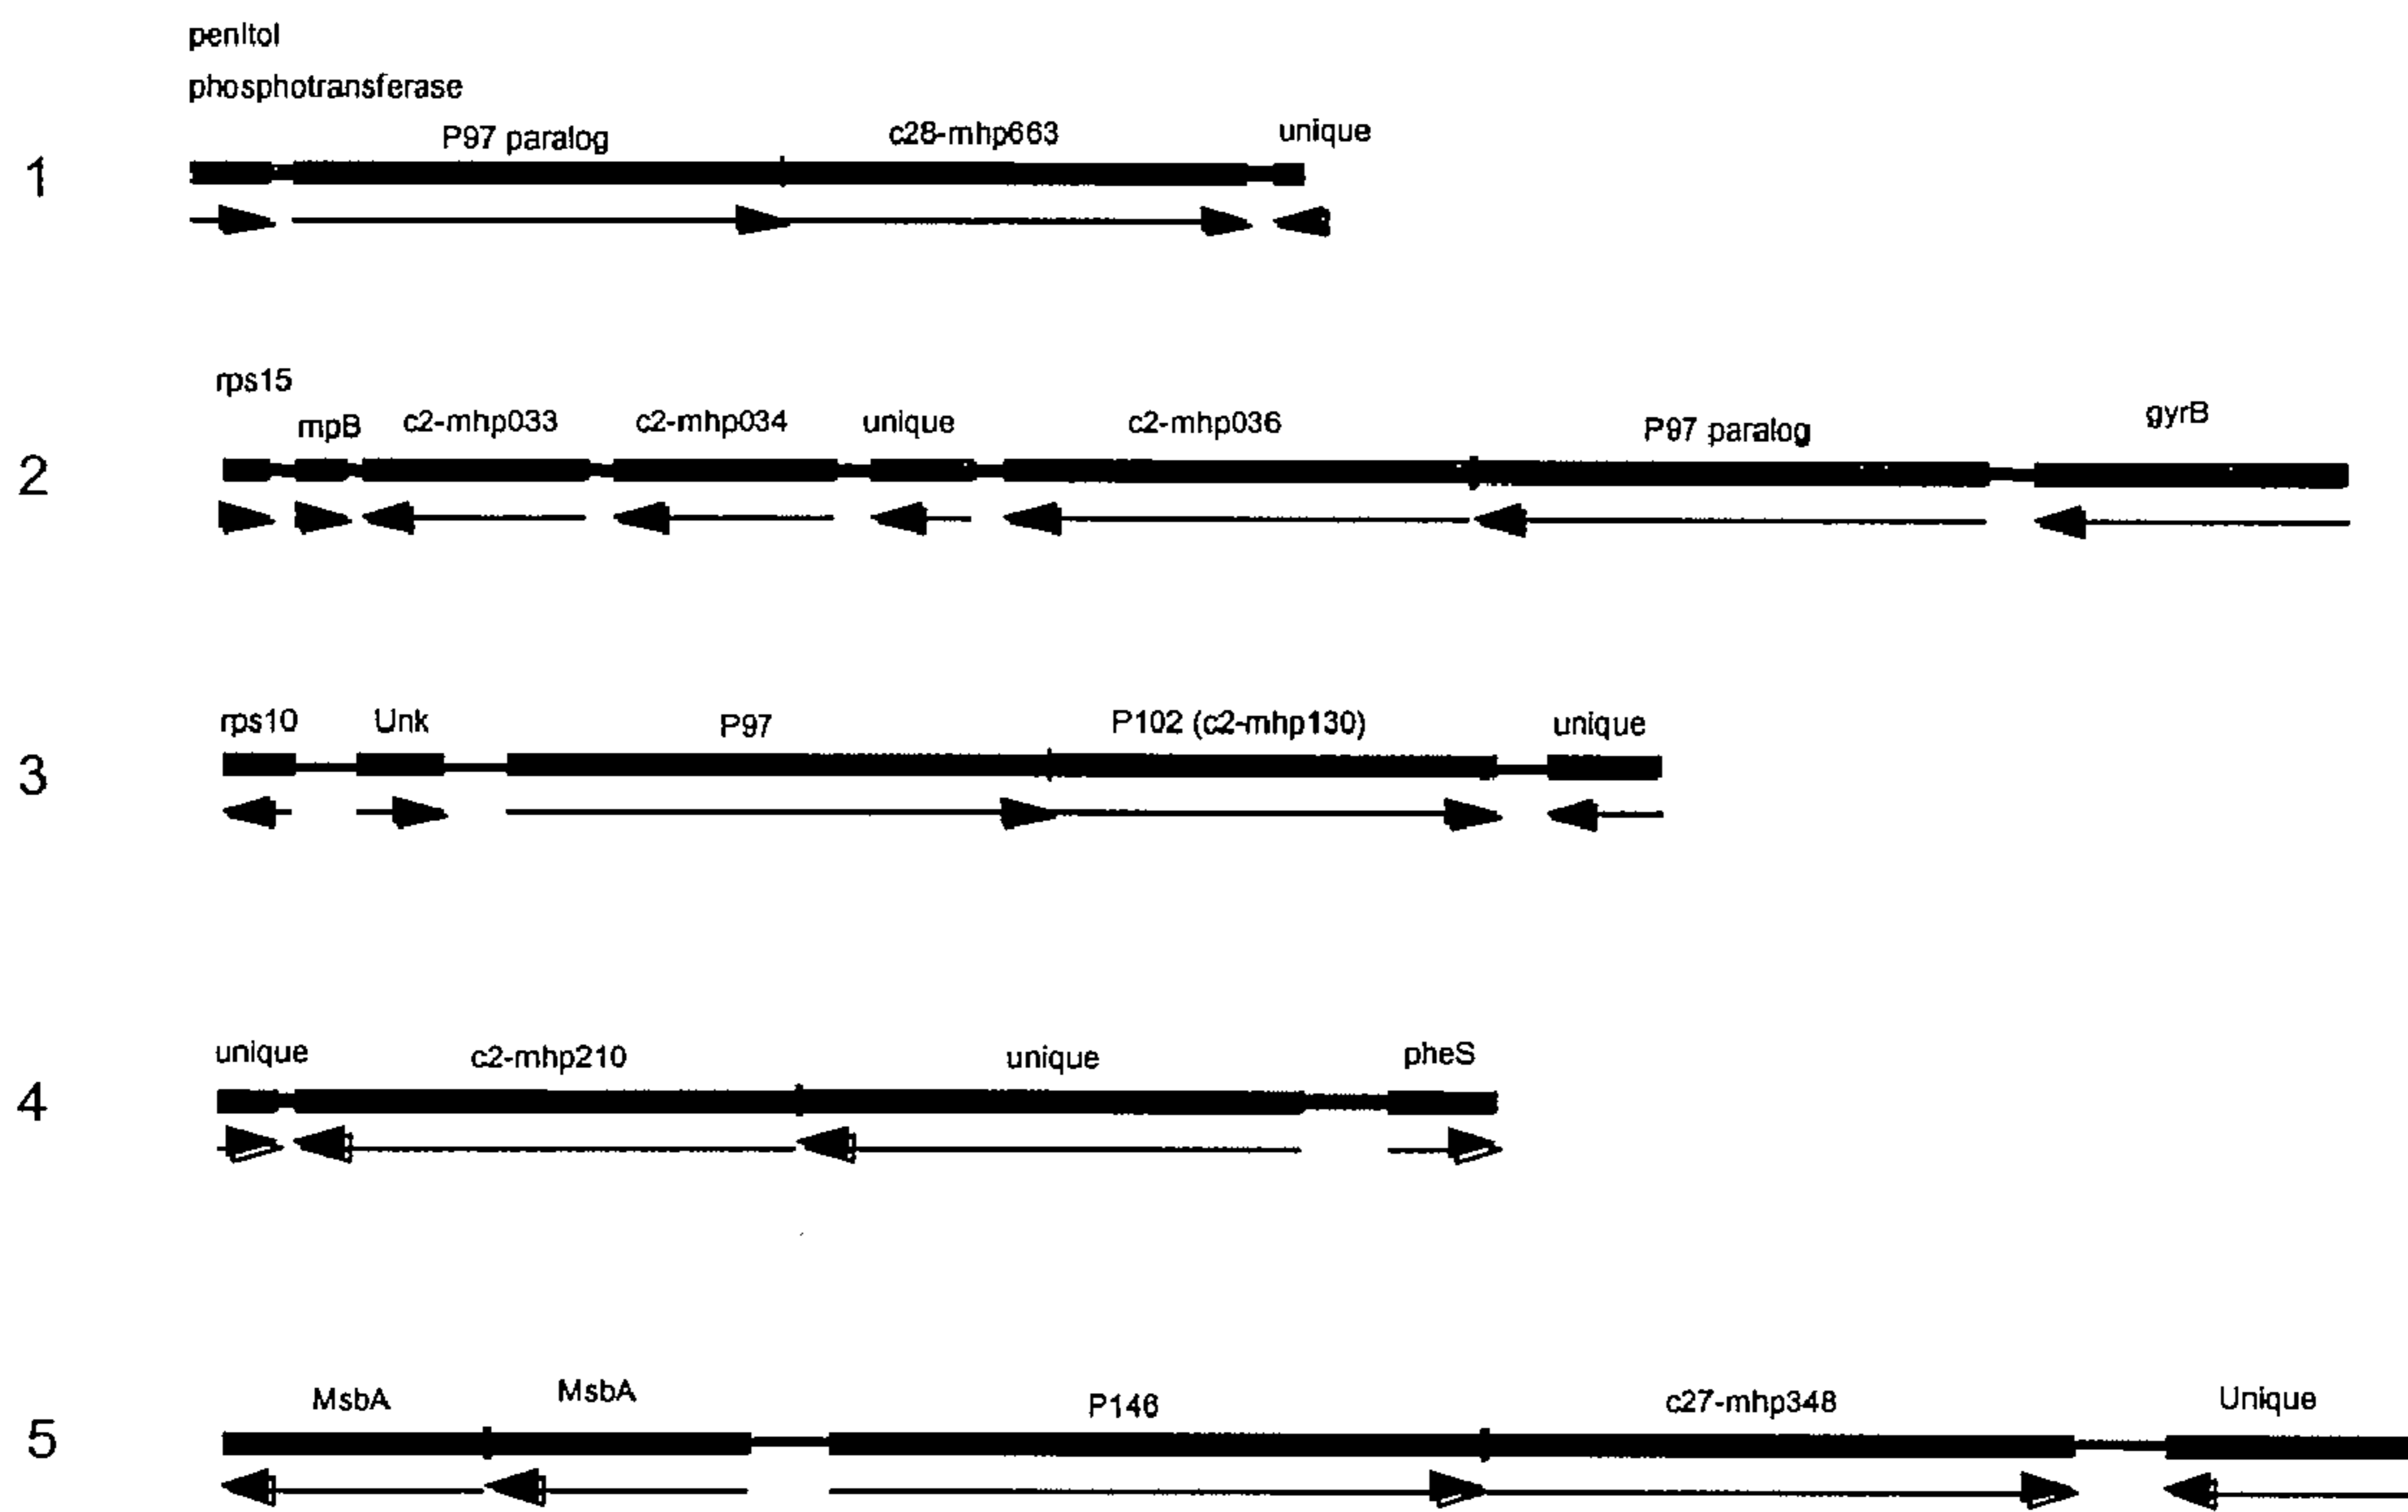 penltol
phosphotransferase
P97 paralog c28-mhp663 unique
1
rps15
rnpB c2-mhp033 c2-mhp034 unique c2-mhp036 P97 paralog gyrB
2
rps10 Unk P97 P102 (c2-mhp130) unique
3
unique c2-mhp210 unique pheS
4
MsbA MsbA P146 c27-mhp348 Unique
5